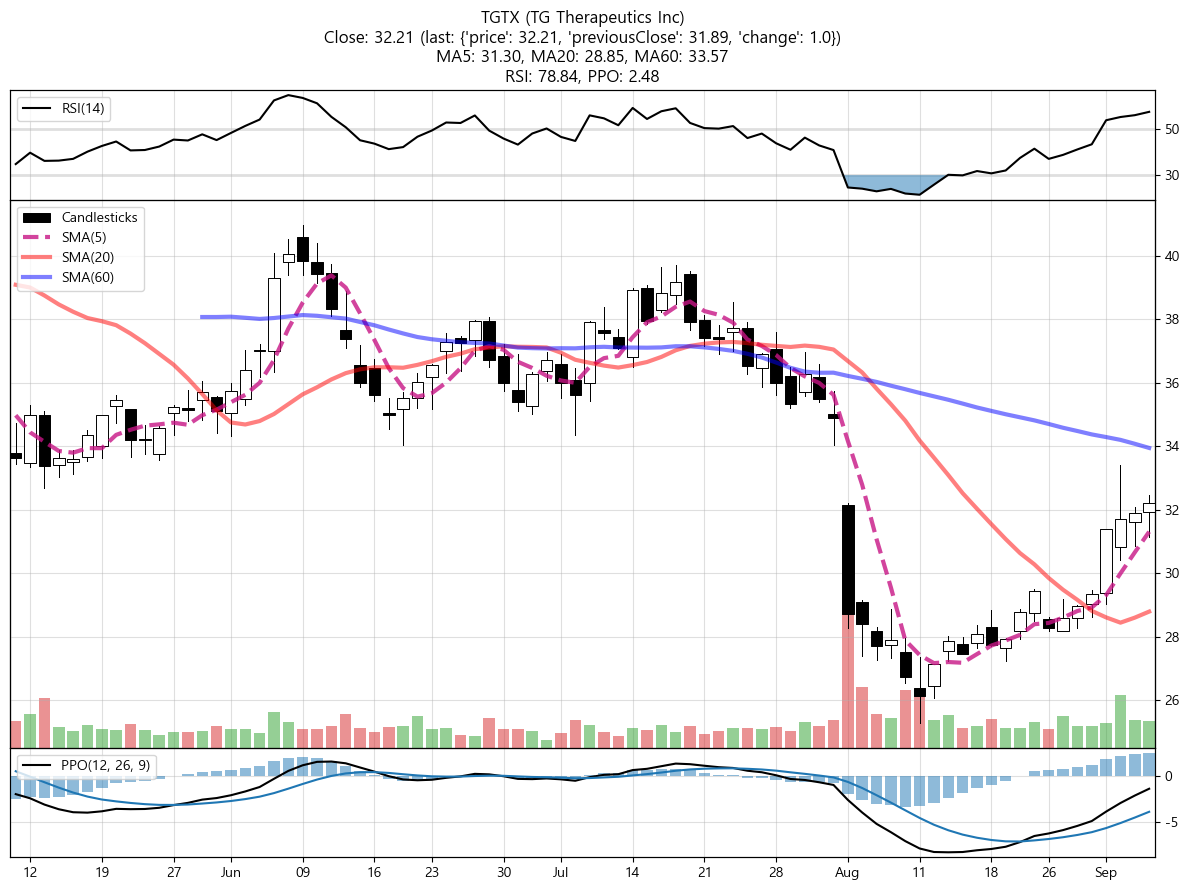 TGTX (TG Therapeutics Inc)
Close: 32.21 (last: {'price': 32.21, 'previousClose': 31.89, 'change': 1.0})
MA5: 31.30, MA20: 28.85, MA60: 33.57
RSI: 78.84, PPO: 2.48
RSI(14)
50
30
Candlesticks
SMA(5)
SMA(20)
SMA(60)
40
38
36
34
32
30
28
26
PPO(12, 26, 9)
0
-5
12 19 27 Jun 09 16 23 30 Jul 14 21 28 Aug 11 18 26 Sep